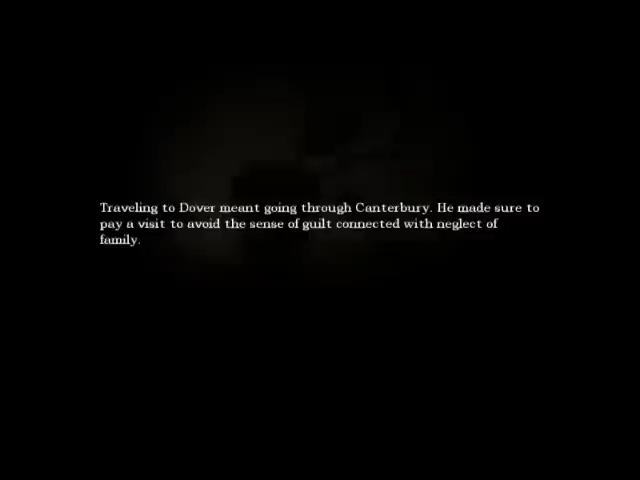 Traveling to Dover meant going through Canterbury. He made sure to
pay a visit to avoid the sense of guilt connected with neglect of
family.